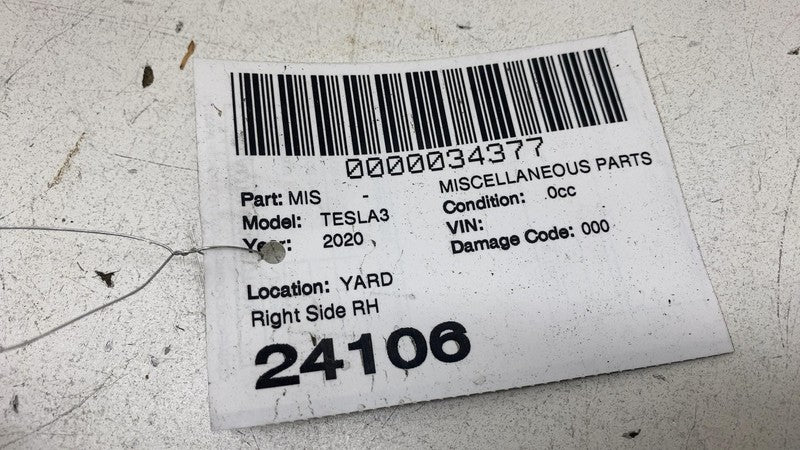 0000034377
Part: MIS - MISCELLANEOUS PARTS
Model: TESLA3 Condition: .0cc
Year: 2020 VIN:
Damage Code: 000
Location: YARD
Right Side RH
24106